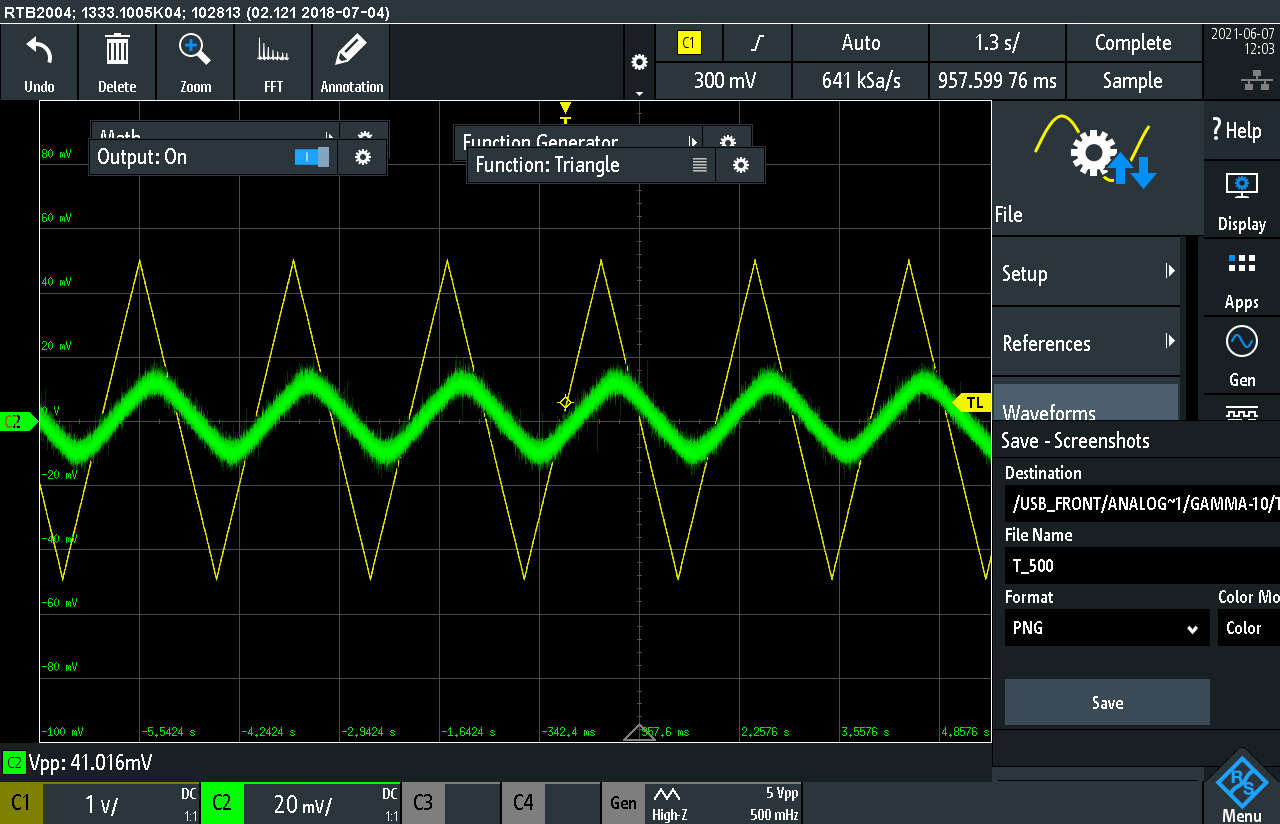 RTB2004; 1333.1005K04; 102813 (02.121 2018-07-04)
Undo
Delete
Zoom
FFT
Annotation
C1
Auto
1.3 s/
Complete
300 mV
641 kSa/s
957.599 76 ms
Sample
2021-06-07
12:03
Math
Output: On
Function Generator
Function: Triangle
T
80 mV
60 mV
40 mV
20 mV
0 V
-20 mV
-40 mV
-60 mV
-80 mV
-100 mV
-5.5424 s
-4.2424 s
-2.9424 s
-1.6424 s
-342.4 ms
957.6 ms
2.2576 s
3.5576 s
4.8576 s
C2
TL
File
Setup
References
Waveforms
Save - Screenshots
Destination
/USB_FRONT/ANALOG~1/GAMMA-10/T
File Name
T_500
Format
Color Mo
PNG
Color
Save
? Help
Display
Apps
Gen
C2 Vpp: 41.016mV
C1
1 V/
DC
1:1
C2
20 mV/
DC
1:1
C3
C4
Gen
High-Z
5 Vpp
500 mHz
R&S
Menu